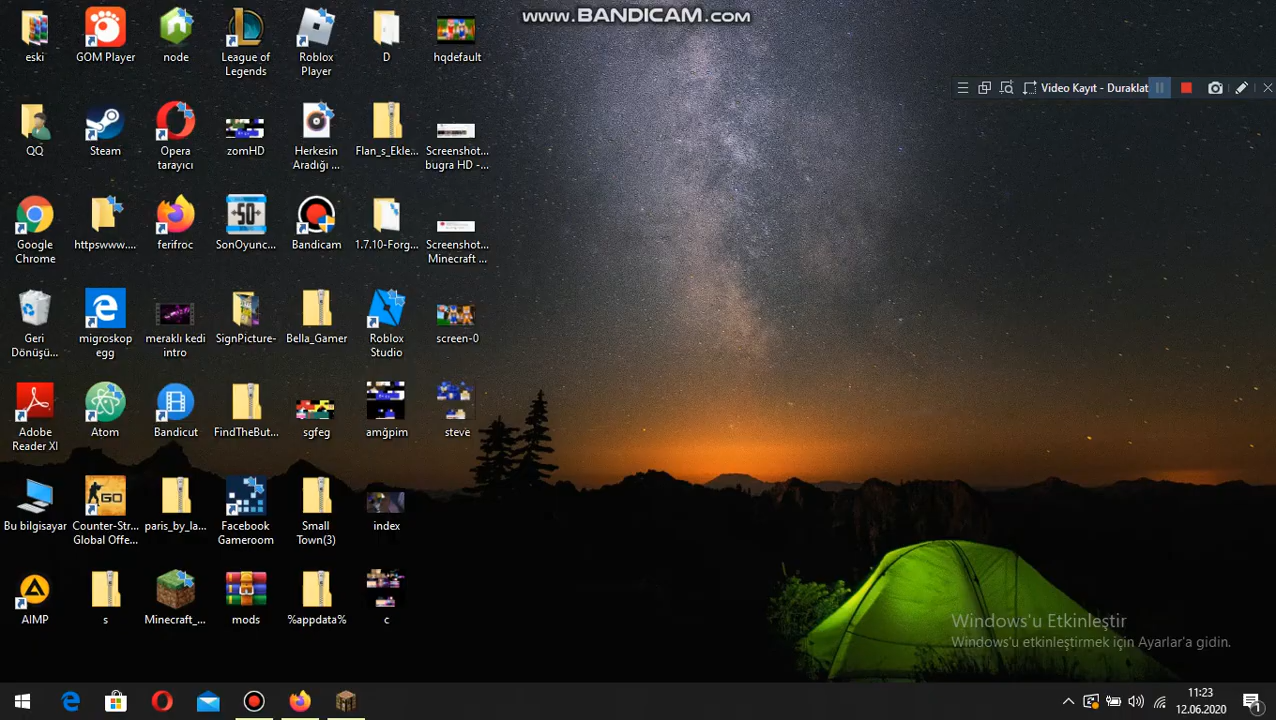 www.BANDICAM.com
Video Kayıt - Duraklat
eski
GOM Player
node
League of
Legends
Roblox
Player
D
hqdefault
QQ
Steam
Opera
tarayıcı
zomHD
Herkesin
Aradığı ...
Flan_s_Ekle...
Screenshot...
bugra HD -...
Google
Chrome
httpswww....
ferifroc
SonOyunc...
Bandicam
1.7.10-Forg...
Screenshot...
Minecraft ...
Geri
Dönüşü...
migroskop
egg
meraklı kedi
intro
SignPicture-
Bella_Gamer
Roblox
Studio
screen-0
Adobe
Reader XI
Atom
Bandicut
FindTheBut...
sgfeg
amğpim
steve
Bu bilgisayar
Counter-Str...
Global Offe...
paris_by_la...
Facebook
Gameroom
Small
Town(3)
index
AIMP
s
Minecraft_...
mods
%appdata%
c
Windows'u Etkinleştir
Windows'u etkinleştirmek için Ayarlar'a gidin.
11:23
12.06.2020